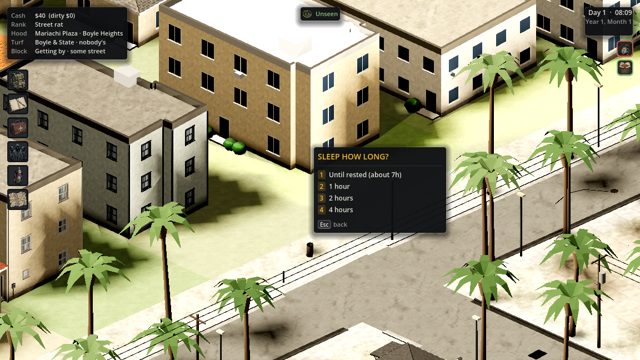 Cash $40 (dirty $0)
Rank Street rat
Hood Mariachi Plaza · Boyle Heights
Turf Boyle & State · nobody's
Block Getting by · some street
Unseen
Day 1 · 08:09
Year 1, Month 1
SLEEP HOW LONG?
1 Until rested (about 7h)
2 1 hour
3 2 hours
4 4 hours
Esc back